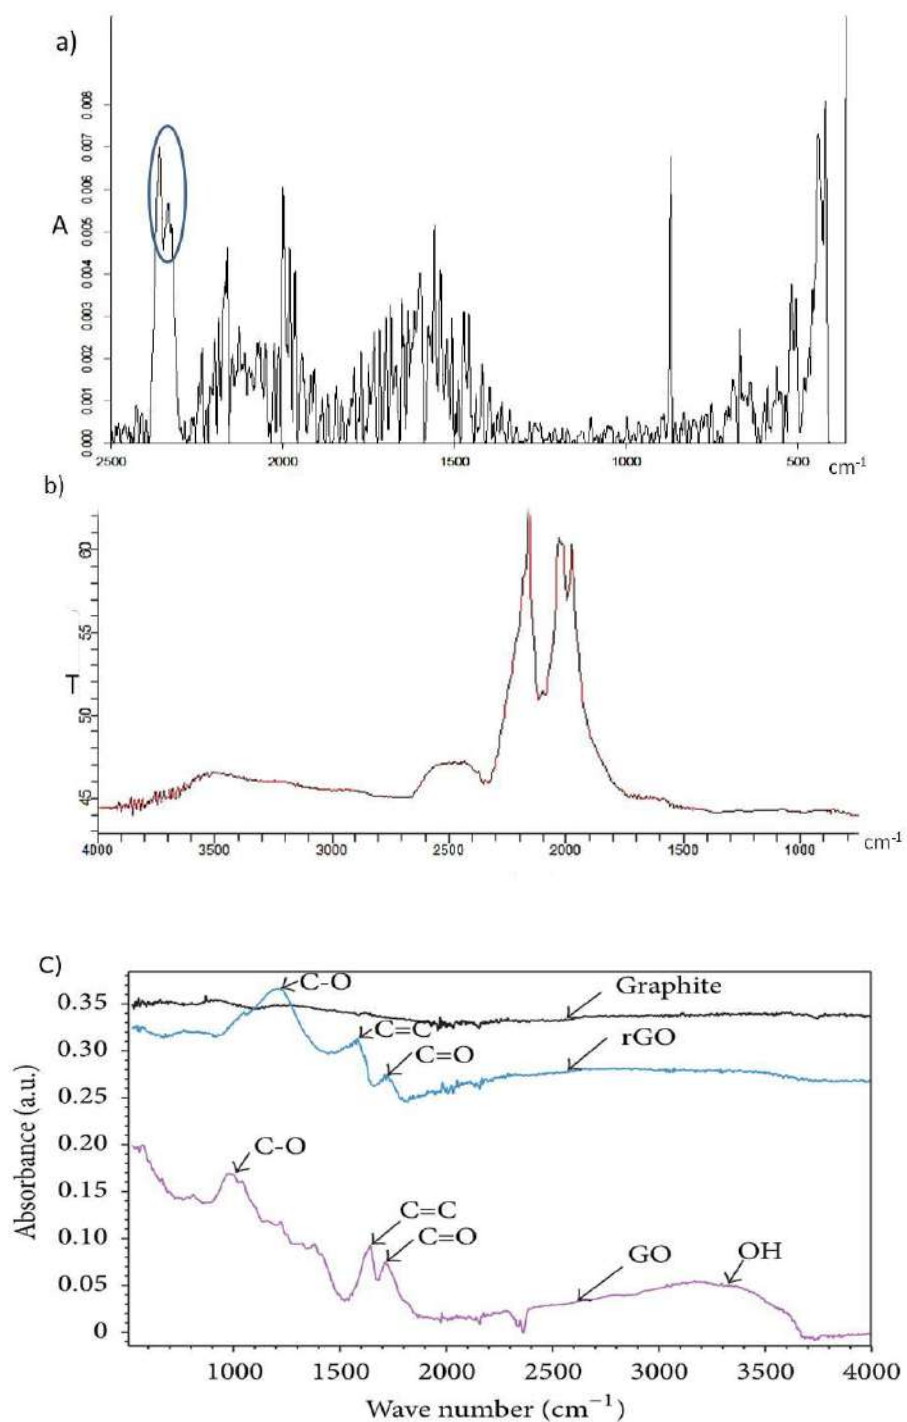 a)
A
0.008
0.007
0.006
0.005
0.004
0.003
0.002
0.001
0.000
2500 2000 1500 1000 500 cm⁻¹
b)
T
60
55
50
45
4000 3500 3000 2500 2000 1500 1000 cm⁻¹
C)
Absorbance (a.u.)
0.35
0.30
0.25
0.20
0.15
0.10
0.05
0
C-O
Graphite
C=C
rGO
C=O
C-O
C=C
C=O
GO
OH
1000 1500 2000 2500 3000 3500 4000
Wave number (cm⁻¹)